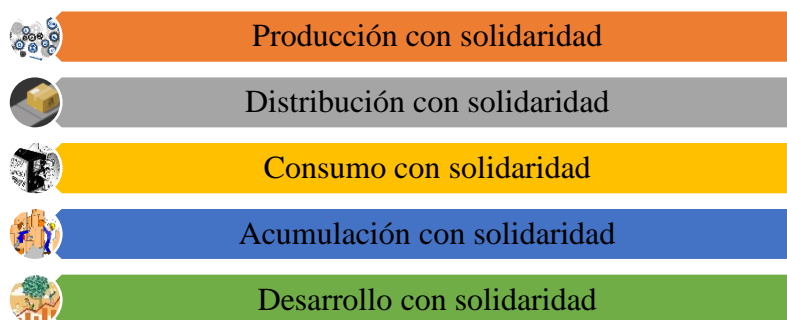 Producción con solidaridad
Distribución con solidaridad
Consumo con solidaridad
Acumulación con solidaridad
Desarrollo con solidaridad